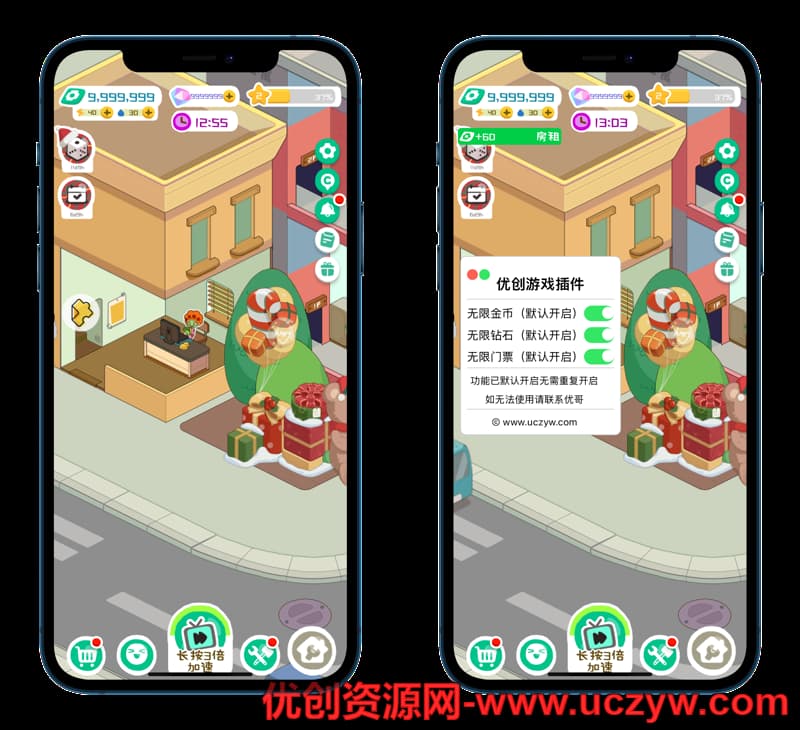 9,999,999
9999999
2
37%
40
30
12:55
长按3倍
加速
9,999,999
9999999
2
37%
40
30
13:03
+60 房租
优创游戏插件
无限金币（默认开启）
无限钻石（默认开启）
无限门票（默认开启）
功能已默认开启无需重复开启
如无法使用请联系优哥
© www.uczyw.com
长按3倍
加速
优创资源网-www.uczyw.com